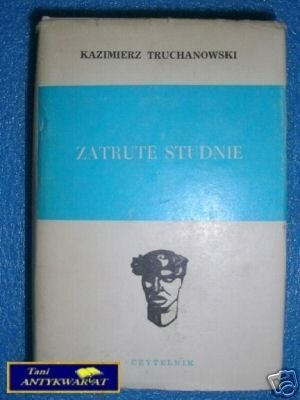 KAZIMIERZ TRUCHANOWSKI
ZATRUTE STUDNIE
CZYTELNIK
Tani
ANTYKWARIAT